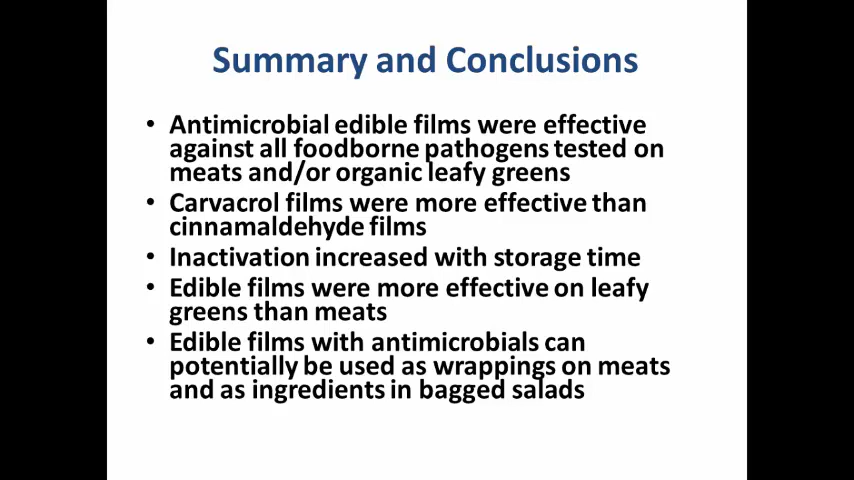 Summary and Conclusions
• Antimicrobial edible films were effective
against all foodborne pathogens tested on
meats and/or organic leafy greens
• Carvacrol films were more effective than
cinnamaldehyde films
• Inactivation increased with storage time
• Edible films were more effective on leafy
greens than meats
• Edible films with antimicrobials can
potentially be used as wrappings on meats
and as ingredients in bagged salads